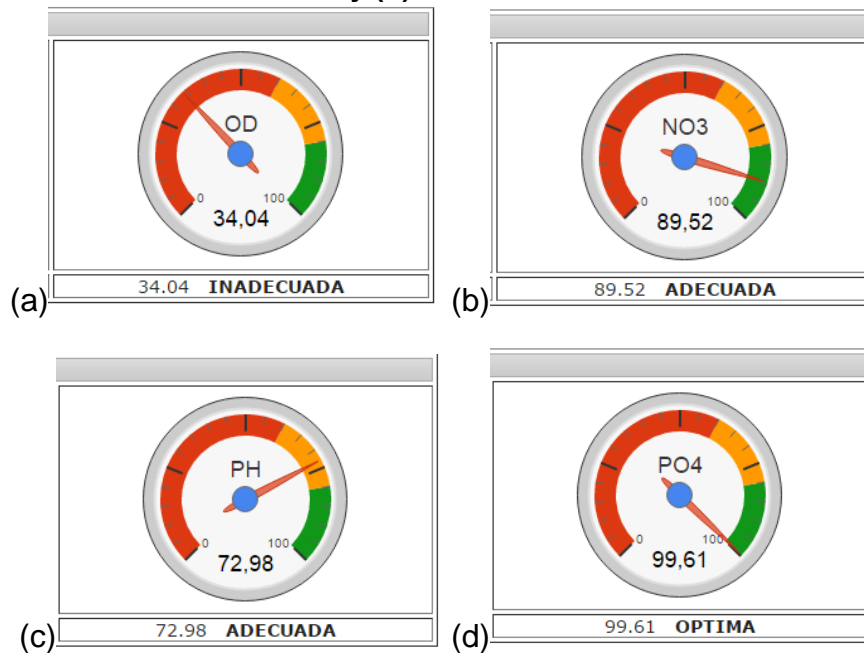 OD
0 100
34,04
34.04 INADECUADA
(a)
NO3
0 100
89,52
89.52 ADECUADA
(b)
PH
0 100
72,98
72.98 ADECUADA
(c)
PO4
0 100
99,61
99.61 OPTIMA
(d)